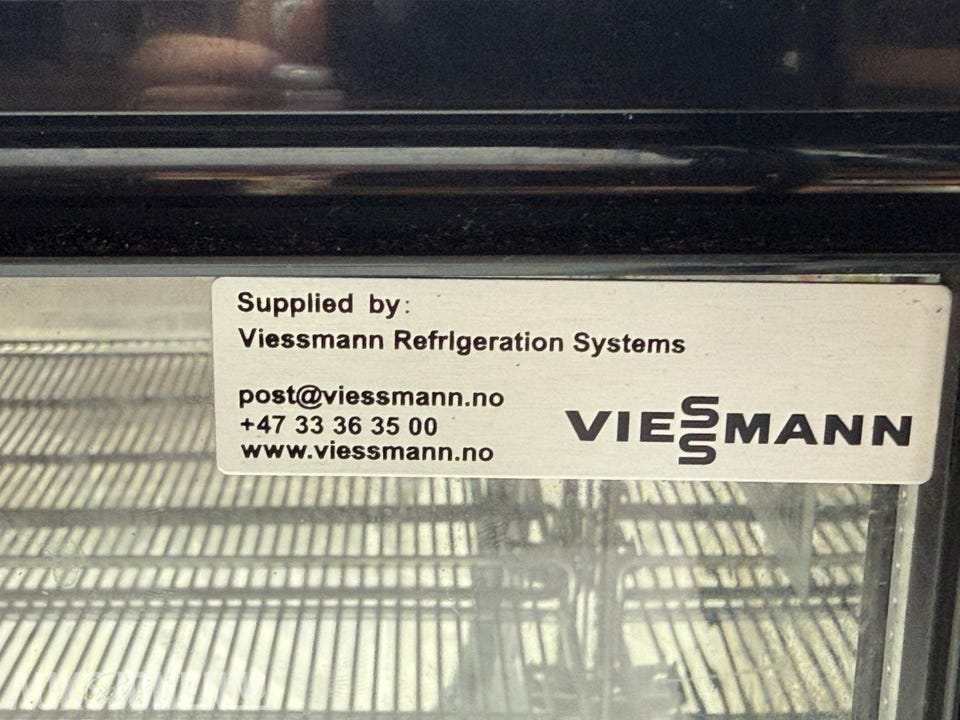 Supplied by:
Viessmann RefrIgeration Systems
post@viessmann.no
+47 33 36 35 00
www.viessmann.no
VIESSMANN